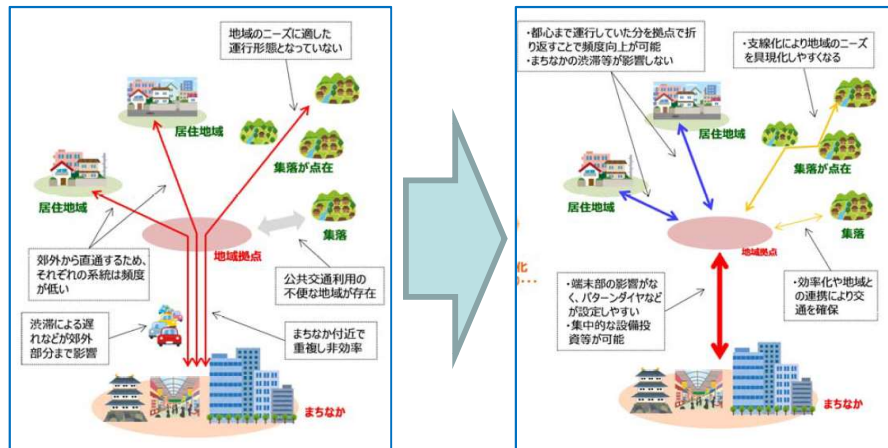 地域のニーズに適した
運行形態となっていない
居住地域
集落が点在
居住地域
集落
地域拠点
郊外から直通するため、
それぞれの系統は頻度
が低い
公共交通利用の
不便な地域が存在
渋滞による遅
れなどが郊外
部分まで影響
まちなか付近で
重複し非効率
まちなか
・都心まで運行していた分を拠点で折
り返すことで頻度向上が可能
・まちなかの渋滞等が影響しない
・支線化により地域のニーズ
を具現化しやすくなる
居住地域
集落が点在
居住地域
集落
地域拠点
化
・端末部の影響がな
く、パターンダイヤなど
が設定しやすい
・集中的な設備投
資等が可能
・効率化や地域と
の連携により交
通を確保
まちなか